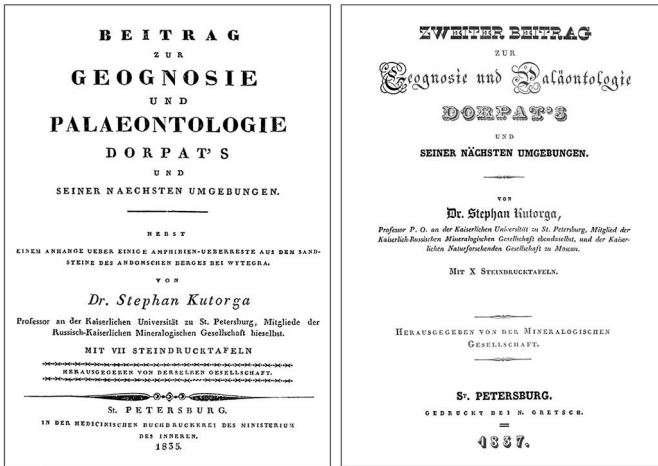 BEITRAG
ZUR
GEOGNOSIE
UND
PALAEONTOLOGIE
DORPAT'S
UND
SEINER NAECHSTEN UMGEBUNGEN.
NEBST
EINEM ANHANGE UEBER EINIGE AMPHIBIEN-UEBERRESTE AUS DEM SAND-
STEINE DES ANDOMSCHEN BERGES BEI WYTEGRA.
VON
Dr. Stephan Kutorga
Professor an der Kaiserlichen Universität zu St. Petersburg, Mitgliede der
Russisch-Kaiserlichen Mineralogischen Gesellschaft hieselbst.
MIT VII STEINDRUCKTAFELN
HERAUSGEGEBEN VON DERSELBEN GESELLSCHAFT.
St. PETERSBURG.
IN DER MEDICINISCHEN BUCHDRUCKEREI DES MINISTERIUM
DES INNEREN.
1835.
ZWEITER BEITRAG
ZUR
Geognosie und Paläontologie
DORPAT'S
UND
SEINER NÄCHSTEN UMGEBUNGEN.
VON
Dr. Stephan Kutorga,
Professor P. O. an der Kaiserlichen Universität zu St. Petersburg, Mitglied der
Kaiserlich-Russischen Mineralogischen Gesellschaft ebendaselbst, und der Kaiser-
lichen Naturforschenden Gesellschaft zu Moscau.
MIT X STEINDRUCKTAFELN.
HERAUSGEGEBEN VON DER MINERALOGISCHEN
GESELLSCHAFT.
ST. PETERSBURG.
GEDRUCKT BEI N. GRETSCH.
1837.